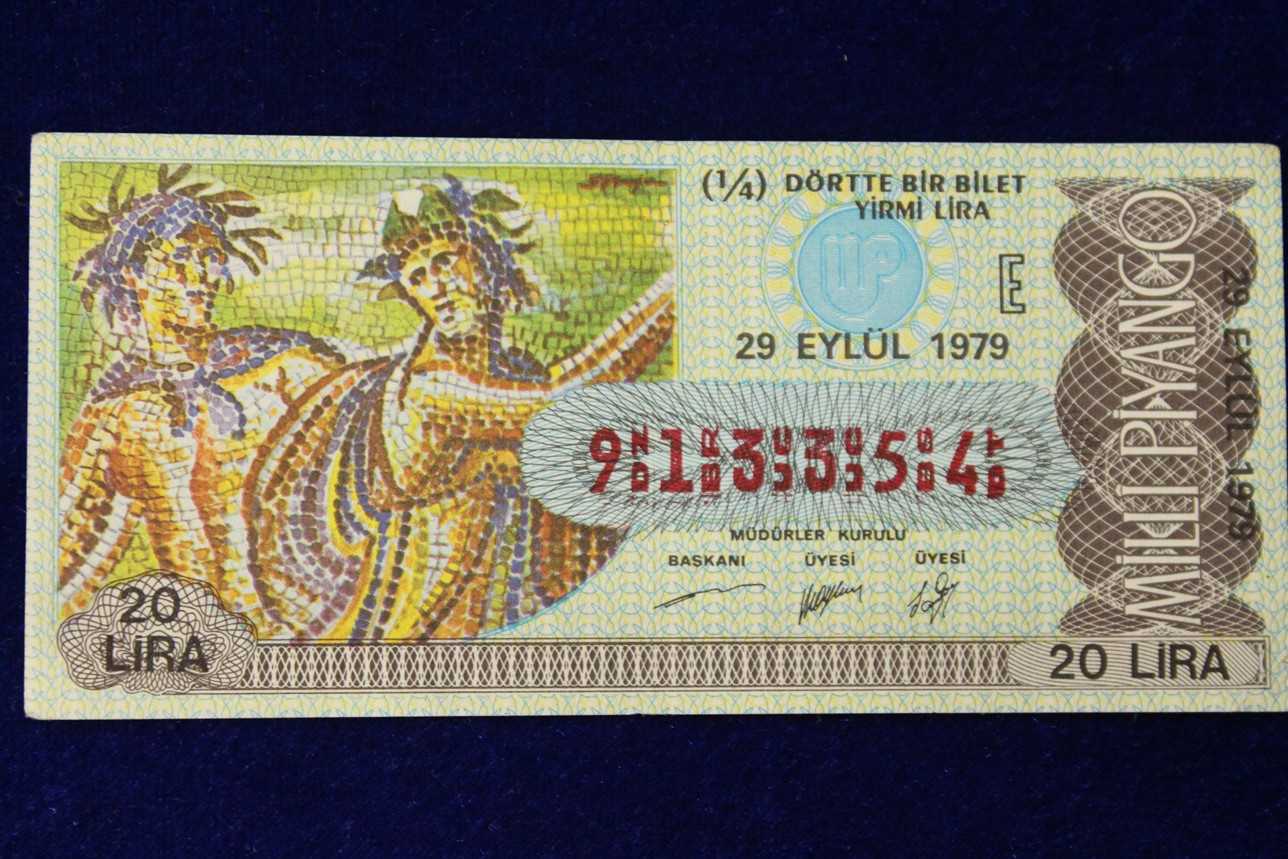 (1/4) DÖRTTE BİR BİLET
YİRMİ LİRA
E
29 EYLÜL 1979
9 1 3 3 5 4
MÜDÜRLER KURULU
BAŞKANI ÜYESİ ÜYESİ
20
LİRA
20 LİRA
MİLLİ PİYANGO
29 EYLÜL 1979